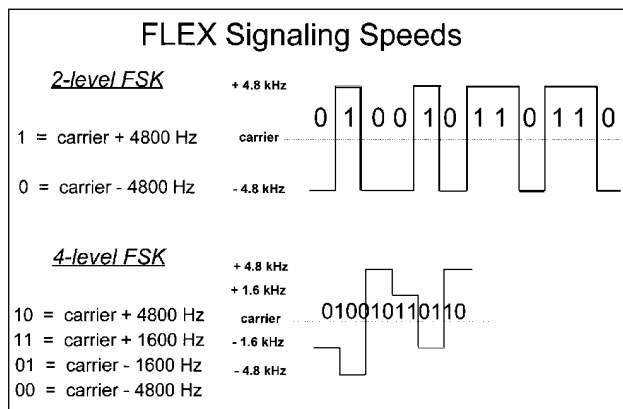 FLEX Signaling Speeds
2-level FSK
+ 4.8 kHz
0 1 0 0 1 0 1 1 0 1 1 0
1 = carrier + 4800 Hz
carrier
0 = carrier - 4800 Hz
- 4.8 kHz
4-level FSK
+ 4.8 kHz
+ 1.6 kHz
10 = carrier + 4800 Hz
010010110110
carrier
11 = carrier + 1600 Hz
- 1.6 kHz
01 = carrier - 1600 Hz
- 4.8 kHz
00 = carrier - 4800 Hz